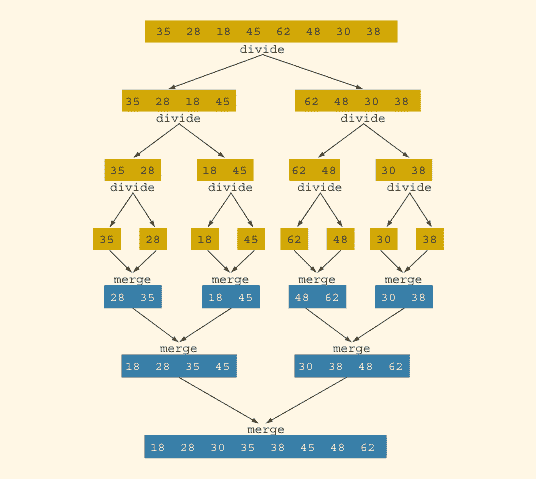 35 28 18 45 62 48 30 38
divide
35 28 18 45 62 48 30 38
divide divide
35 28 18 45 62 48 30 38
divide divide divide divide
35 28 18 45 62 48 30 38
merge merge merge merge
28 35 18 45 48 62 30 38
merge merge
18 28 35 45 30 38 48 62
merge
18 28 30 35 38 45 48 62